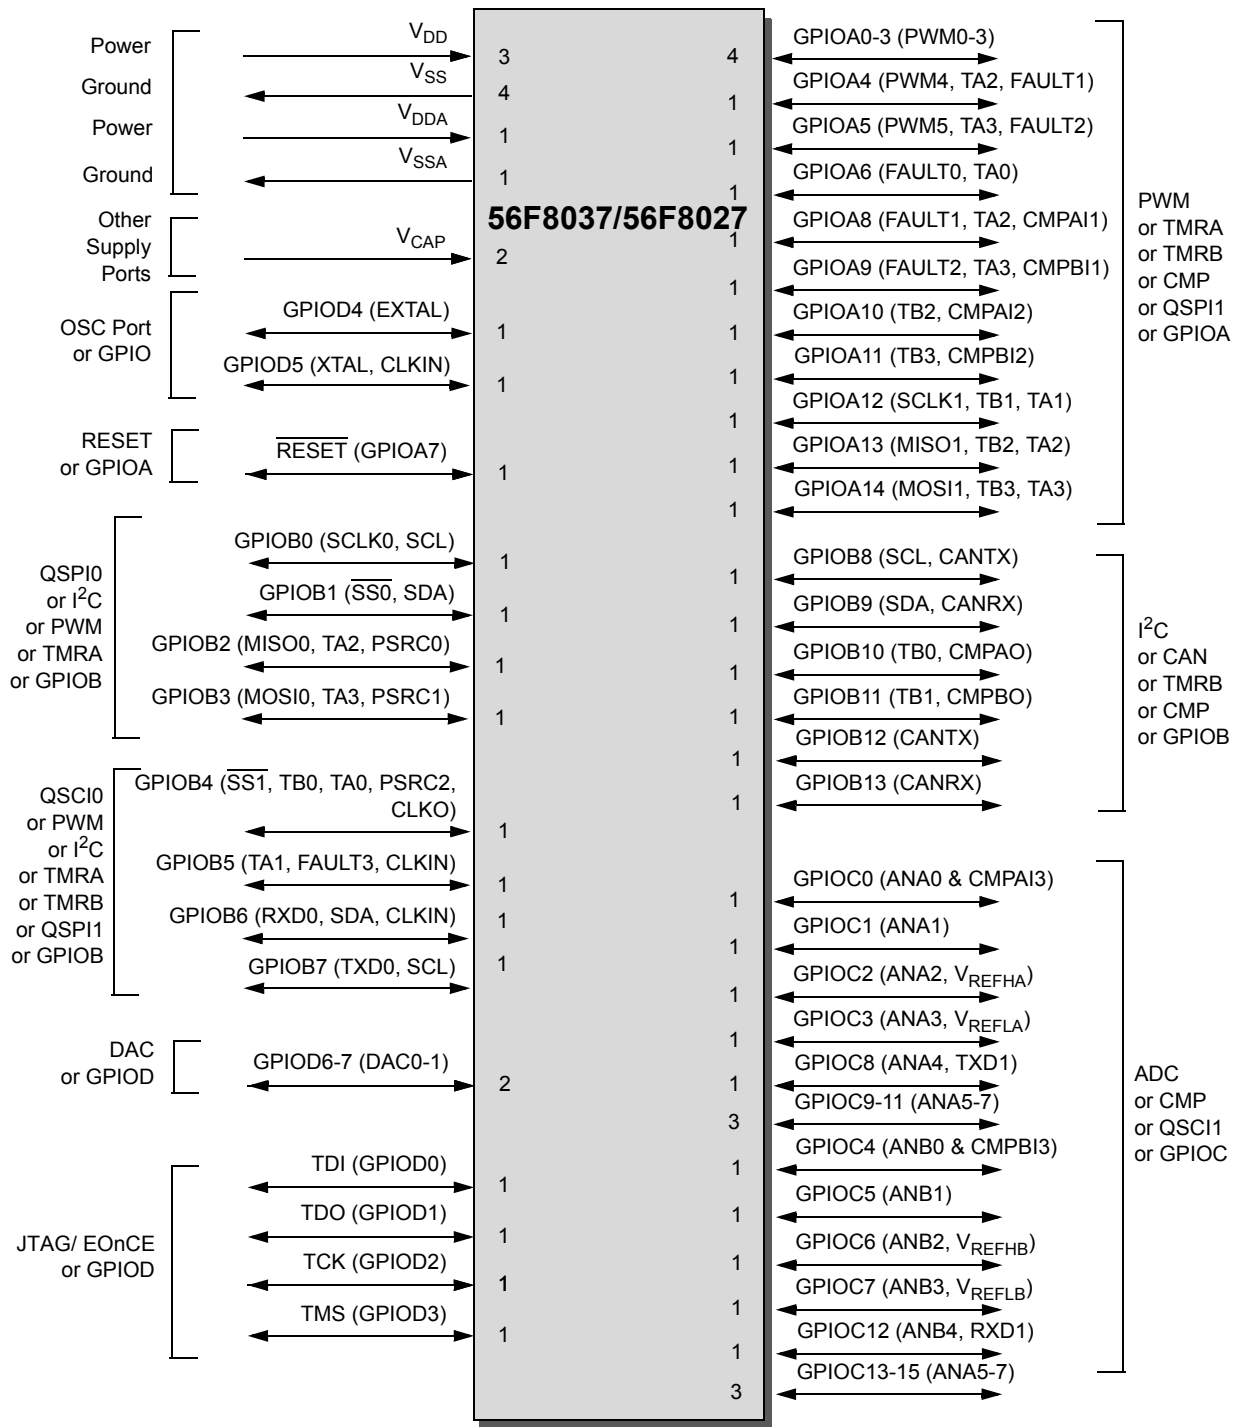 Power
V_DD
3
Ground
V_SS
4
Power
V_DDA
1
Ground
V_SSA
1
56F8037/56F8027
Other
Supply
Ports
V_CAP
2
OSC Port
or GPIO
GPIOD4 (EXTAL)
1
GPIOD5 (XTAL, CLKIN)
1
RESET
or GPIOA
RESET (GPIOA7)
1
QSPI0
or I²C
or PWM
or TMRA
or GPIOB
GPIOB0 (SCLK0, SCL)
1
GPIOB1 (SS0, SDA)
1
GPIOB2 (MISO0, TA2, PSRC0)
1
GPIOB3 (MOSI0, TA3, PSRC1)
1
QSCI0
or PWM
or I²C
or TMRA
or TMRB
or QSPI1
or GPIOB
GPIOB4 (SS1, TB0, TA0, PSRC2,
CLKO)
1
GPIOB5 (TA1, FAULT3, CLKIN)
1
GPIOB6 (RXD0, SDA, CLKIN)
1
GPIOB7 (TXD0, SCL)
1
DAC
or GPIOD
GPIOD6-7 (DAC0-1)
2
JTAG/ EOnCE
or GPIOD
TDI (GPIOD0)
1
TDO (GPIOD1)
1
TCK (GPIOD2)
1
TMS (GPIOD3)
1
4
GPIOA0-3 (PWM0-3)
1
GPIOA4 (PWM4, TA2, FAULT1)
1
GPIOA5 (PWM5, TA3, FAULT2)
1
GPIOA6 (FAULT0, TA0)
1
GPIOA8 (FAULT1, TA2, CMPAI1)
1
GPIOA9 (FAULT2, TA3, CMPBI1)
1
GPIOA10 (TB2, CMPAI2)
1
GPIOA11 (TB3, CMPBI2)
1
GPIOA12 (SCLK1, TB1, TA1)
1
GPIOA13 (MISO1, TB2, TA2)
1
GPIOA14 (MOSI1, TB3, TA3)
PWM
or TMRA
or TMRB
or CMP
or QSPI1
or GPIOA
1
GPIOB8 (SCL, CANTX)
1
GPIOB9 (SDA, CANRX)
1
GPIOB10 (TB0, CMPAO)
1
GPIOB11 (TB1, CMPBO)
1
GPIOB12 (CANTX)
1
GPIOB13 (CANRX)
I²C
or CAN
or TMRB
or CMP
or GPIOB
1
GPIOC0 (ANA0 & CMPAI3)
1
GPIOC1 (ANA1)
1
GPIOC2 (ANA2, V_REFHA)
1
GPIOC3 (ANA3, V_REFLA)
1
GPIOC8 (ANA4, TXD1)
3
GPIOC9-11 (ANA5-7)
1
GPIOC4 (ANB0 & CMPBI3)
1
GPIOC5 (ANB1)
1
GPIOC6 (ANB2, V_REFHB)
1
GPIOC7 (ANB3, V_REFLB)
1
GPIOC12 (ANB4, RXD1)
3
GPIOC13-15 (ANA5-7)
ADC
or CMP
or QSCI1
or GPIOC